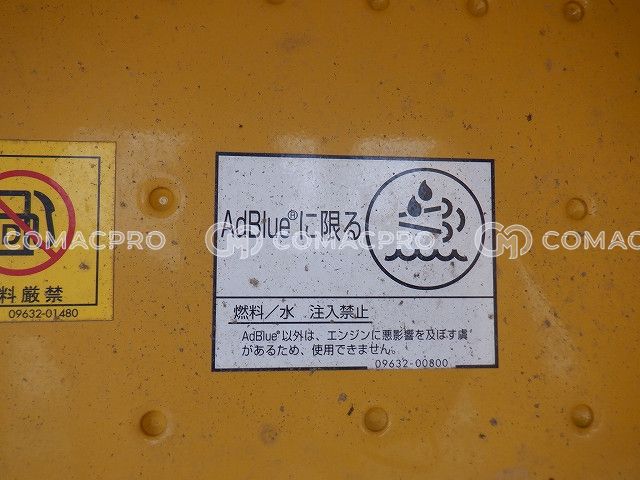 AdBlue®に限る
燃料／水 注入禁止
AdBlue®以外は、エンジンに悪影響を及ぼす虞
があるため、使用できません。
09632-00800
料厳禁
09632-01480
COMACPRO
COMACPRO
COMACPRO